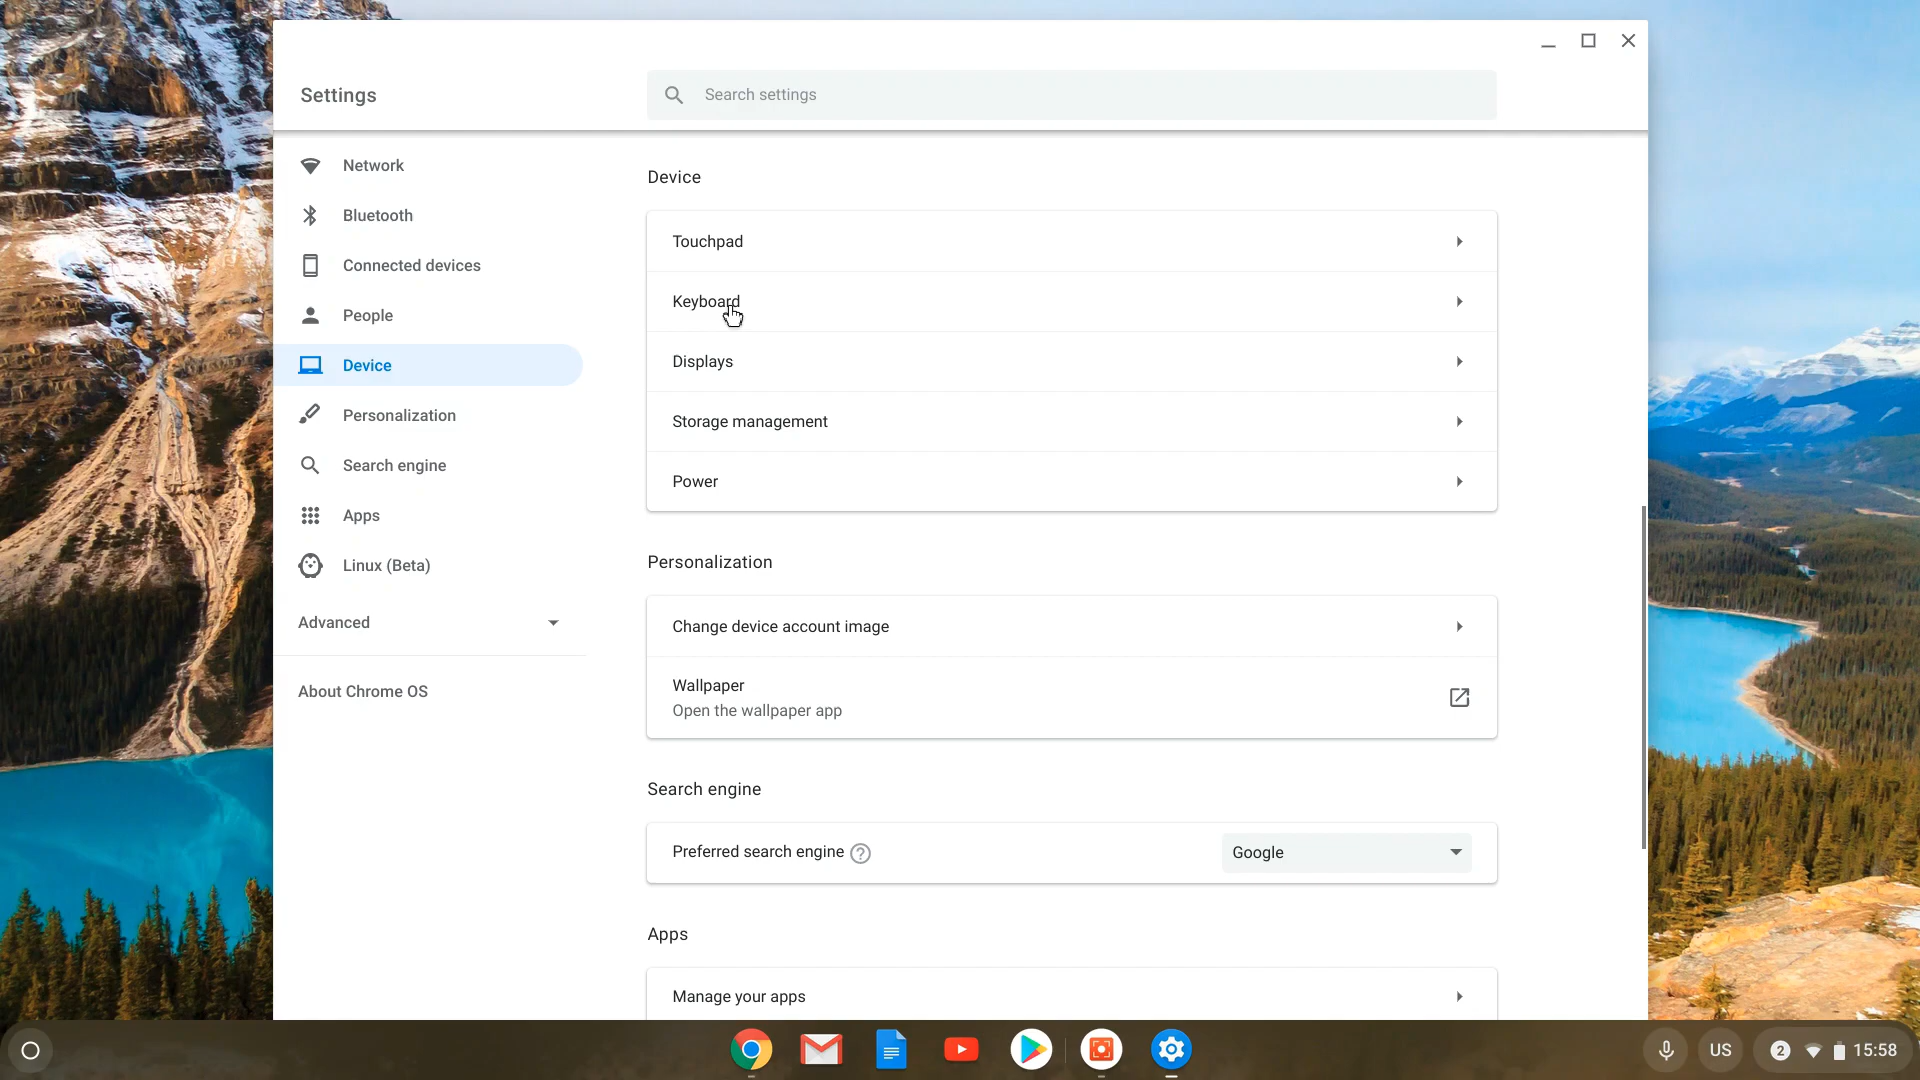 Settings
Search settings
Network
Bluetooth
Connected devices
People
Device
Personalization
Search engine
Apps
Linux (Beta)
Advanced
About Chrome OS
Device
Touchpad
Keyboard
Displays
Storage management
Power
Personalization
Change device account image
Wallpaper
Open the wallpaper app
Search engine
Preferred search engine ?
Google
Apps
Manage your apps
US
2
15:58